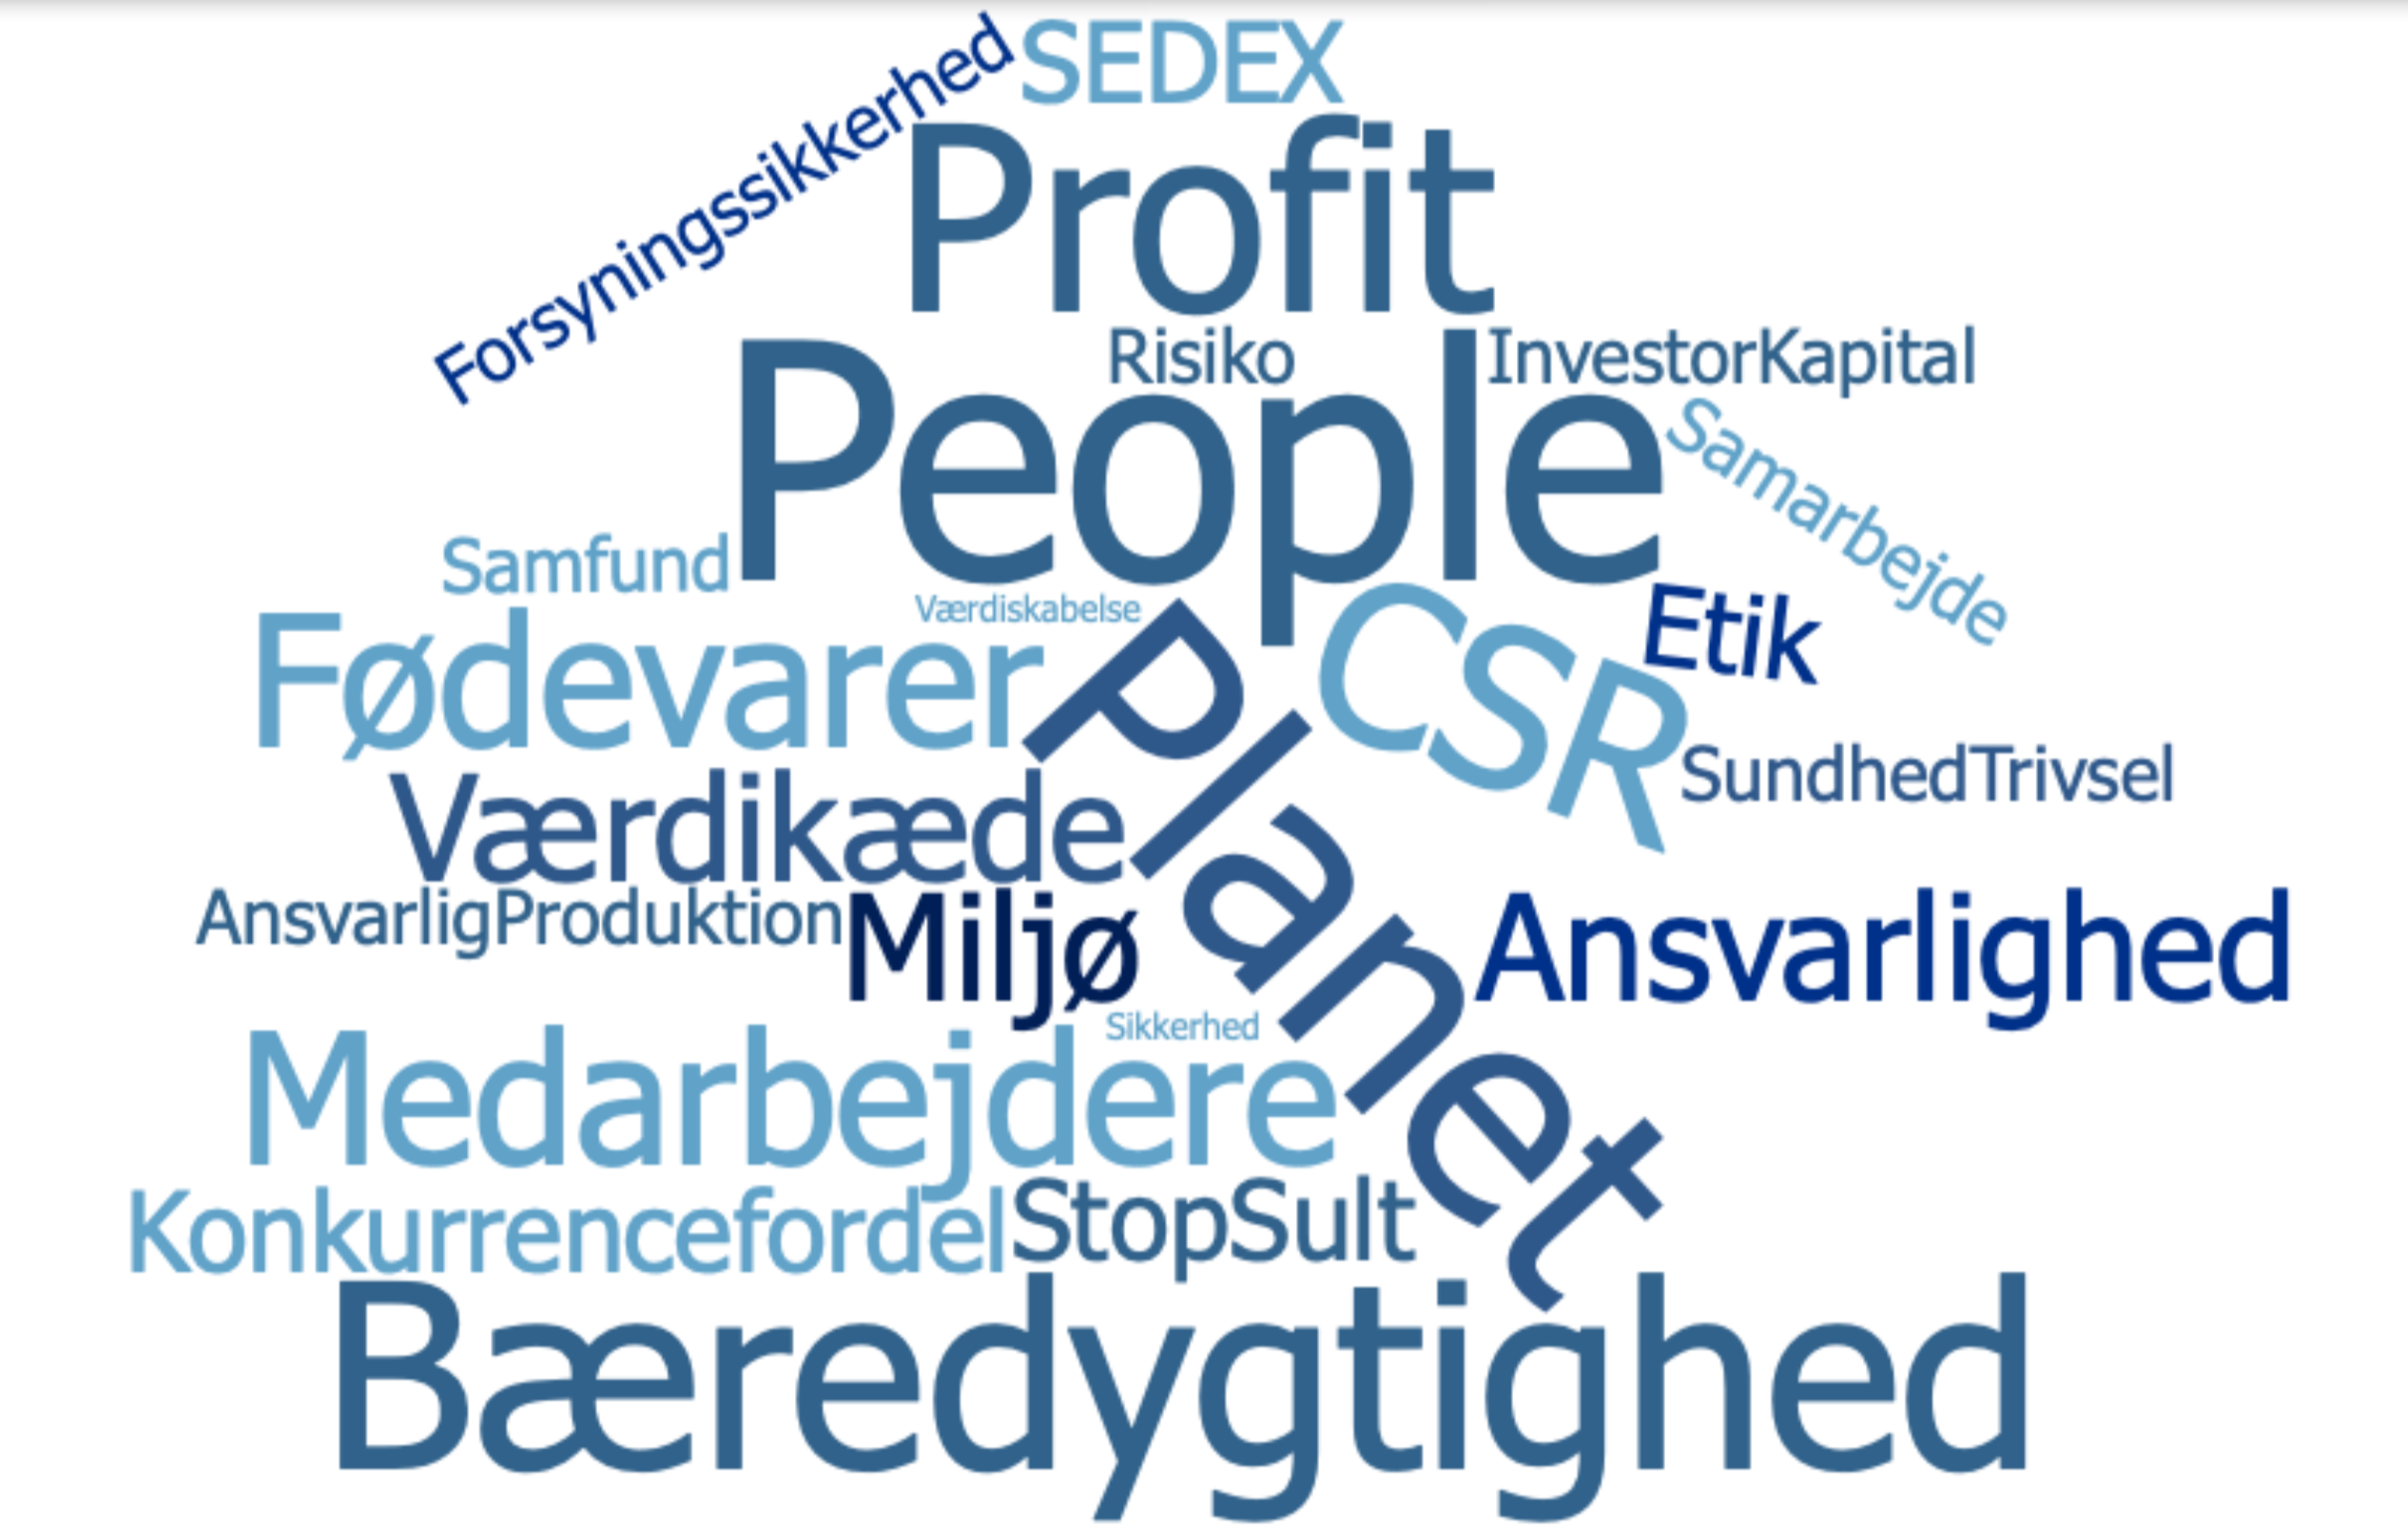 SEDEX
Forsyningssikkerhed
Profit
Risiko
InvestorKapital
People
Samarbejde
Samfund
Værdiskabelse
Etik
CSR
Fødevarer
Planet
SundhedTrivsel
Værdikæde
AnsvarligProduktion
Miljø
Ansvarlighed
Sikkerhed
Medarbejdere
Konkurrencefordel
StopSult
Bæredygtighed